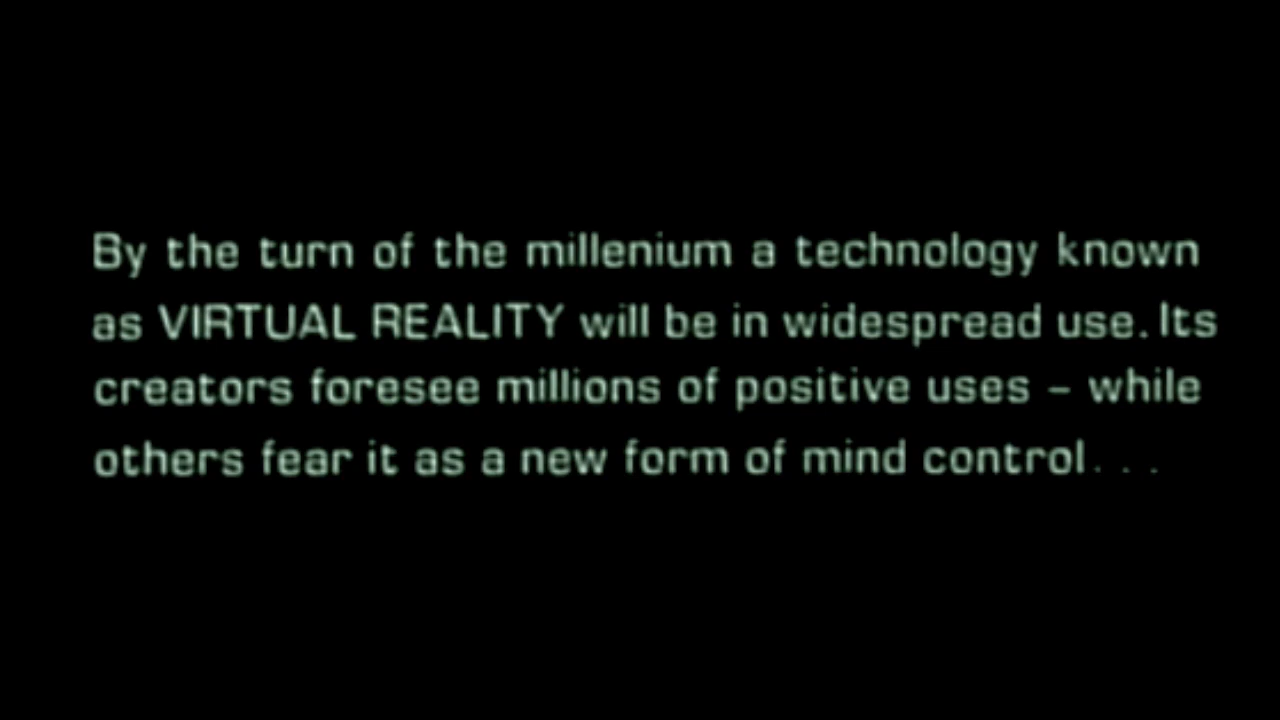 By the turn of the millenium a technology known
as VIRTUAL REALITY will be in widespread use. Its
creators foresee millions of positive uses – while
others fear it as a new form of mind control. . .